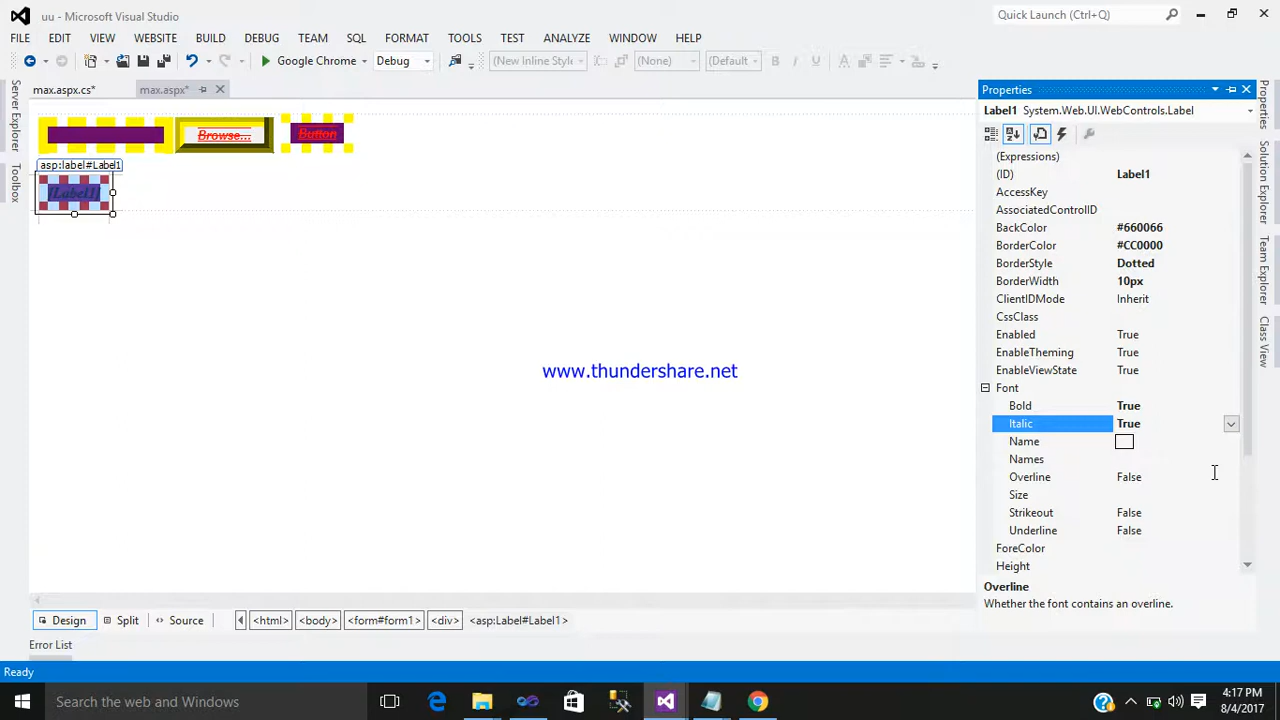 uu - Microsoft Visual Studio
Quick Launch (Ctrl+Q)
FILE EDIT VIEW WEBSITE BUILD DEBUG TEAM SQL FORMAT TOOLS TEST ANALYZE WINDOW HELP
Google Chrome Debug (New Inline Style (None) (Default B I U A
max.aspx.cs* max.aspx*
Server Explorer
Toolbox
Browse... Button
asp:label#Label1
[Label1]
www.thundershare.net
Properties
Label1 System.Web.UI.WebControls.Label
(Expressions)
(ID) Label1
AccessKey
AssociatedControlID
BackColor #660066
BorderColor #CC0000
BorderStyle Dotted
BorderWidth 10px
ClientIDMode Inherit
CssClass
Enabled True
EnableTheming True
EnableViewState True
Font
Bold True
Italic True
Name
Names
Overline False
Size
Strikeout False
Underline False
ForeColor
Height
Overline
Whether the font contains an overline.
Properties
Solution Explorer
Team Explorer
Class View
Design Split Source <html> <body> <form#form1> <div> <asp:Label#Label1>
Error List
Ready
Search the web and Windows
4:17 PM
8/4/2017